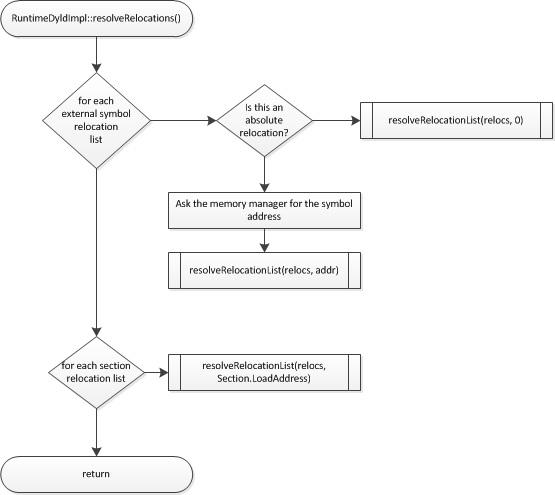 RuntimeDyldImpl::resolveRelocations()
for each
external symbol
relocation
list
Is this an
absolute
relocation?
resolveRelocationList(relocs, 0)
Ask the memory manager for the symbol
address
resolveRelocationList(relocs, addr)
for each section
relocation list
resolveRelocationList(relocs,
Section.LoadAddress)
return